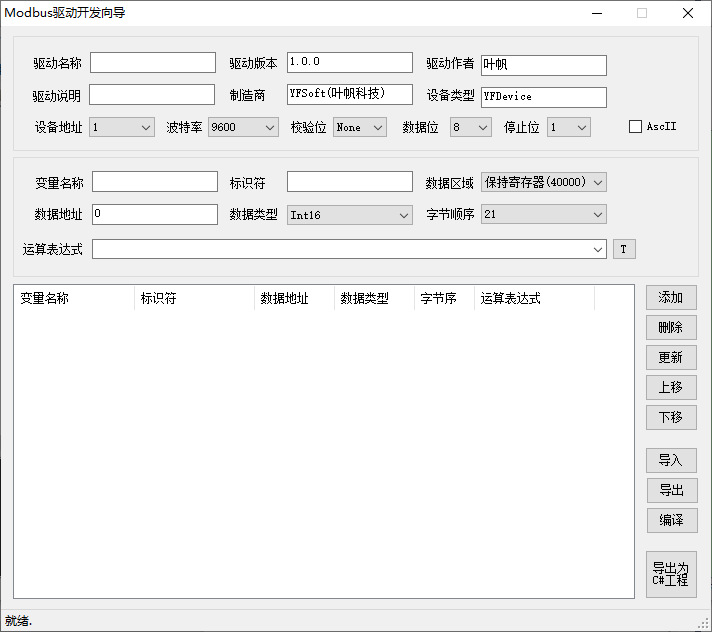 Modbus驱动开发向导
驱动名称 驱动版本 1.0.0 驱动作者 叶帆
驱动说明 制造商 YFSoft(叶帆科技) 设备类型 YFDevice
设备地址 1 波特率 9600 校验位 None 数据位 8 停止位 1 AscII
变量名称 标识符 数据区域 保持寄存器(40000)
数据地址 0 数据类型 Int16 字节顺序 21
运算表达式 T
变量名称 标识符 数据地址 数据类型 字节序 运算表达式
添加
删除
更新
上移
下移
导入
导出
编译
导出为
C#工程
就绪.